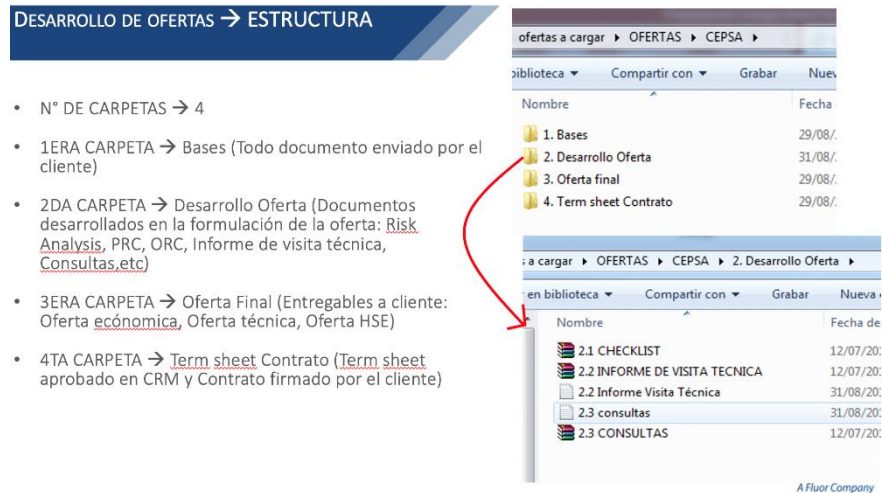 DESARROLLO DE OFERTAS → ESTRUCTURA
• N° DE CARPETAS → 4
• 1ERA CARPETA → Bases (Todo documento enviado por el
cliente)
• 2DA CARPETA → Desarrollo Oferta (Documentos
desarrollados en la formulación de la oferta: Risk
Analysis, PRC, ORC, Informe de visita técnica,
Consultas,etc)
• 3ERA CARPETA → Oferta Final (Entregables a cliente:
Oferta ecónomica, Oferta técnica, Oferta HSE)
• 4TA CARPETA → Term sheet Contrato (Term sheet
aprobado en CRM y Contrato firmado por el cliente)
ofertas a cargar ▸ OFERTAS ▸ CEPSA ▸
biblioteca ▾ Compartir con ▾ Grabar
Nombre Fecha
1. Bases 29/08/
2. Desarrollo Oferta 31/08/
3. Oferta final 29/08/
4. Term sheet Contrato 29/08/
a cargar ▸ OFERTAS ▸ CEPSA ▸ 2. Desarrollo Oferta ▸
en biblioteca ▾ Compartir con ▾ Grabar Nueva
Nombre Fecha de
2.1 CHECKLIST 12/07/20
2.2 INFORME DE VISITA TECNICA 12/07/20
2.2 Informe Visita Técnica 31/08/20
2.3 consultas 31/08/20
2.3 CONSULTAS 12/07/20
A Fluor Company